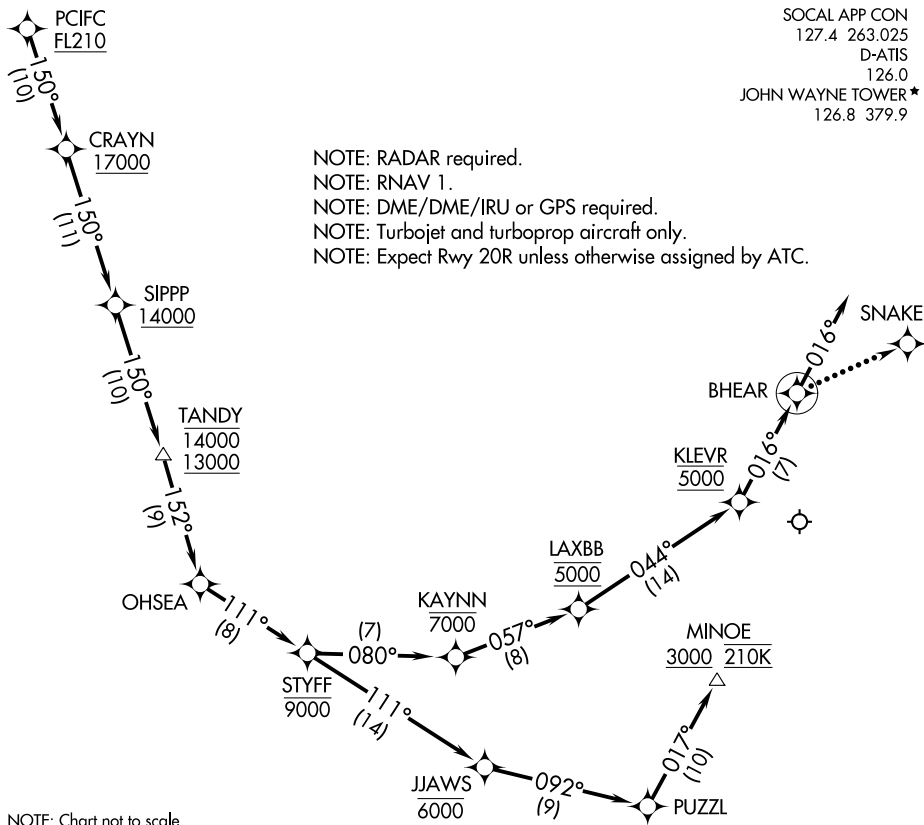 PCIFC
FL210
SOCAL APP CON
127.4 263.025
D-ATIS
126.0
JOHN WAYNE TOWER★
126.8 379.9
150°
(10)
CRAYN
17000
NOTE: RADAR required.
NOTE: RNAV 1.
NOTE: DME/DME/IRU or GPS required.
NOTE: Turbojet and turboprop aircraft only.
NOTE: Expect Rwy 20R unless otherwise assigned by ATC.
150°
(11)
SIPPP
14000
150°
(10)
TANDY
14000
13000
152°
(9)
OHSEA
111°
(8)
STYFF
9000
(7)
080°
KAYNN
7000
057°
(8)
LAXBB
5000
044°
(14)
KLEVR
5000
016°
(7)
BHEAR
016°
SNAKE
111°
(14)
JJAWS
6000
092°
(9)
PUZZL
017°
(10)
MINOE
3000 210K
NOTE: Chart not to scale